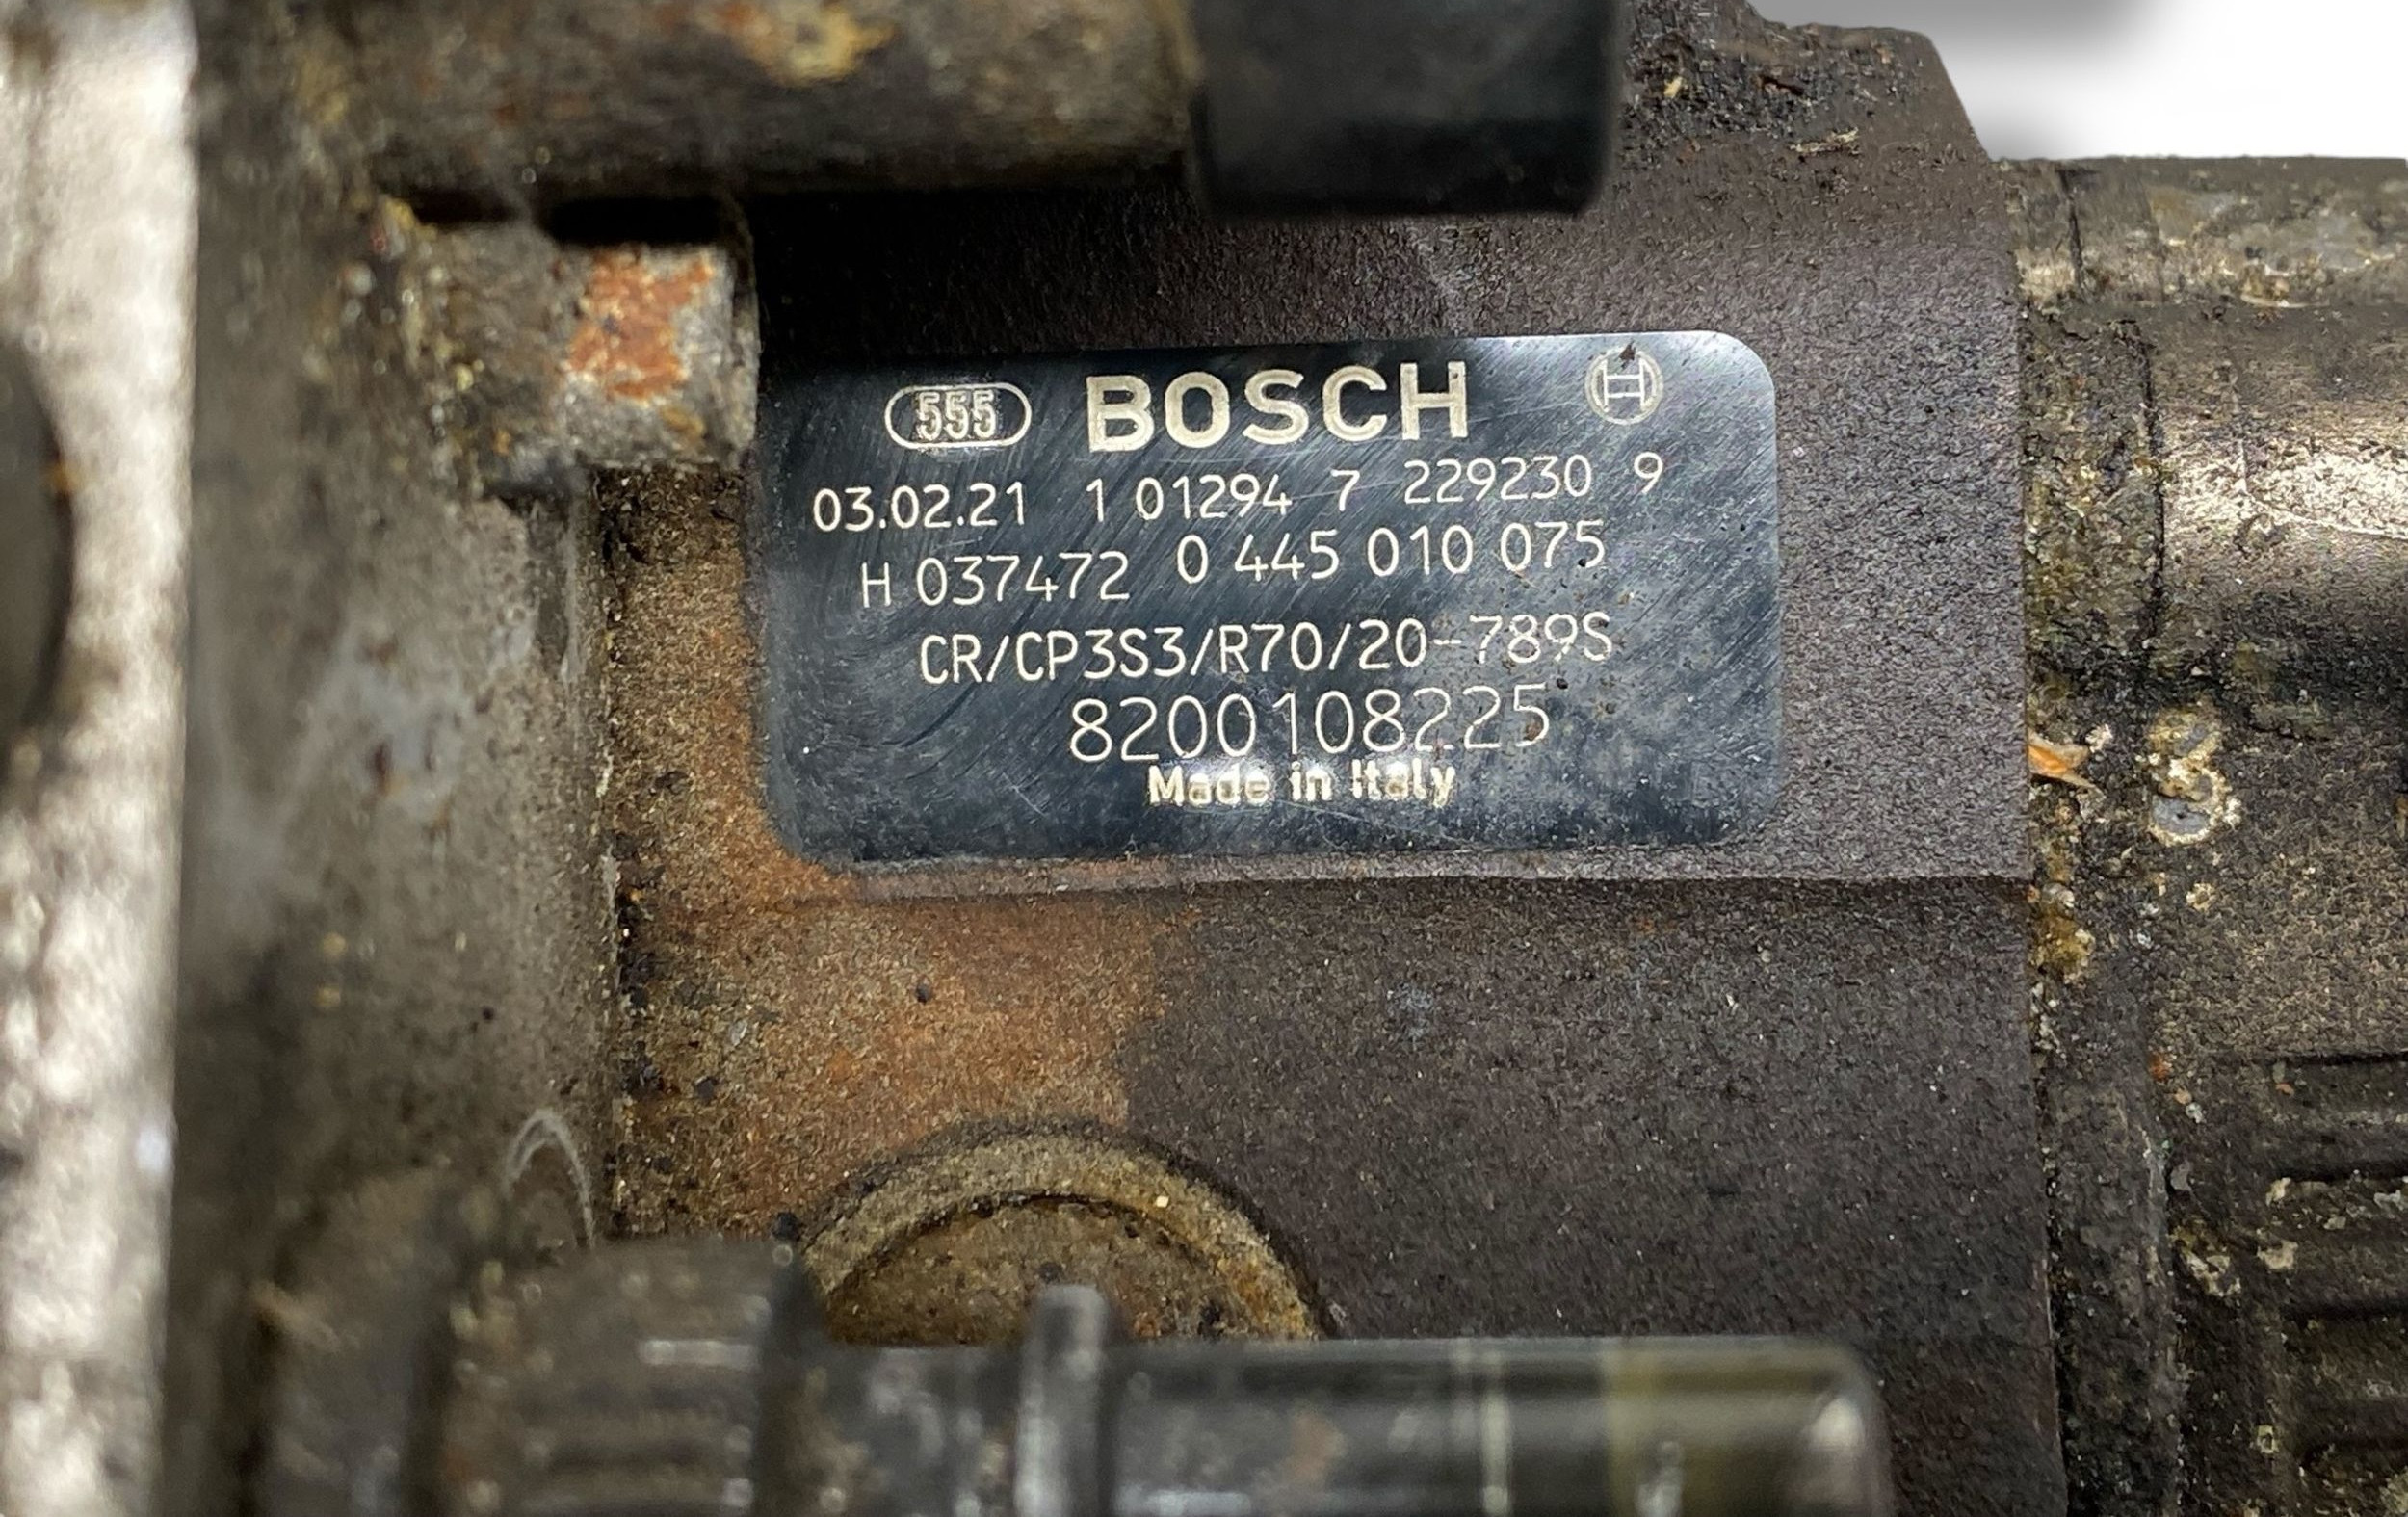 555 BOSCH
03.02.21 1 01294 7 229230 9
H 037472 0 445 010 075
CR/CP3S3/R70/20-789S
8200108225
Made in Italy